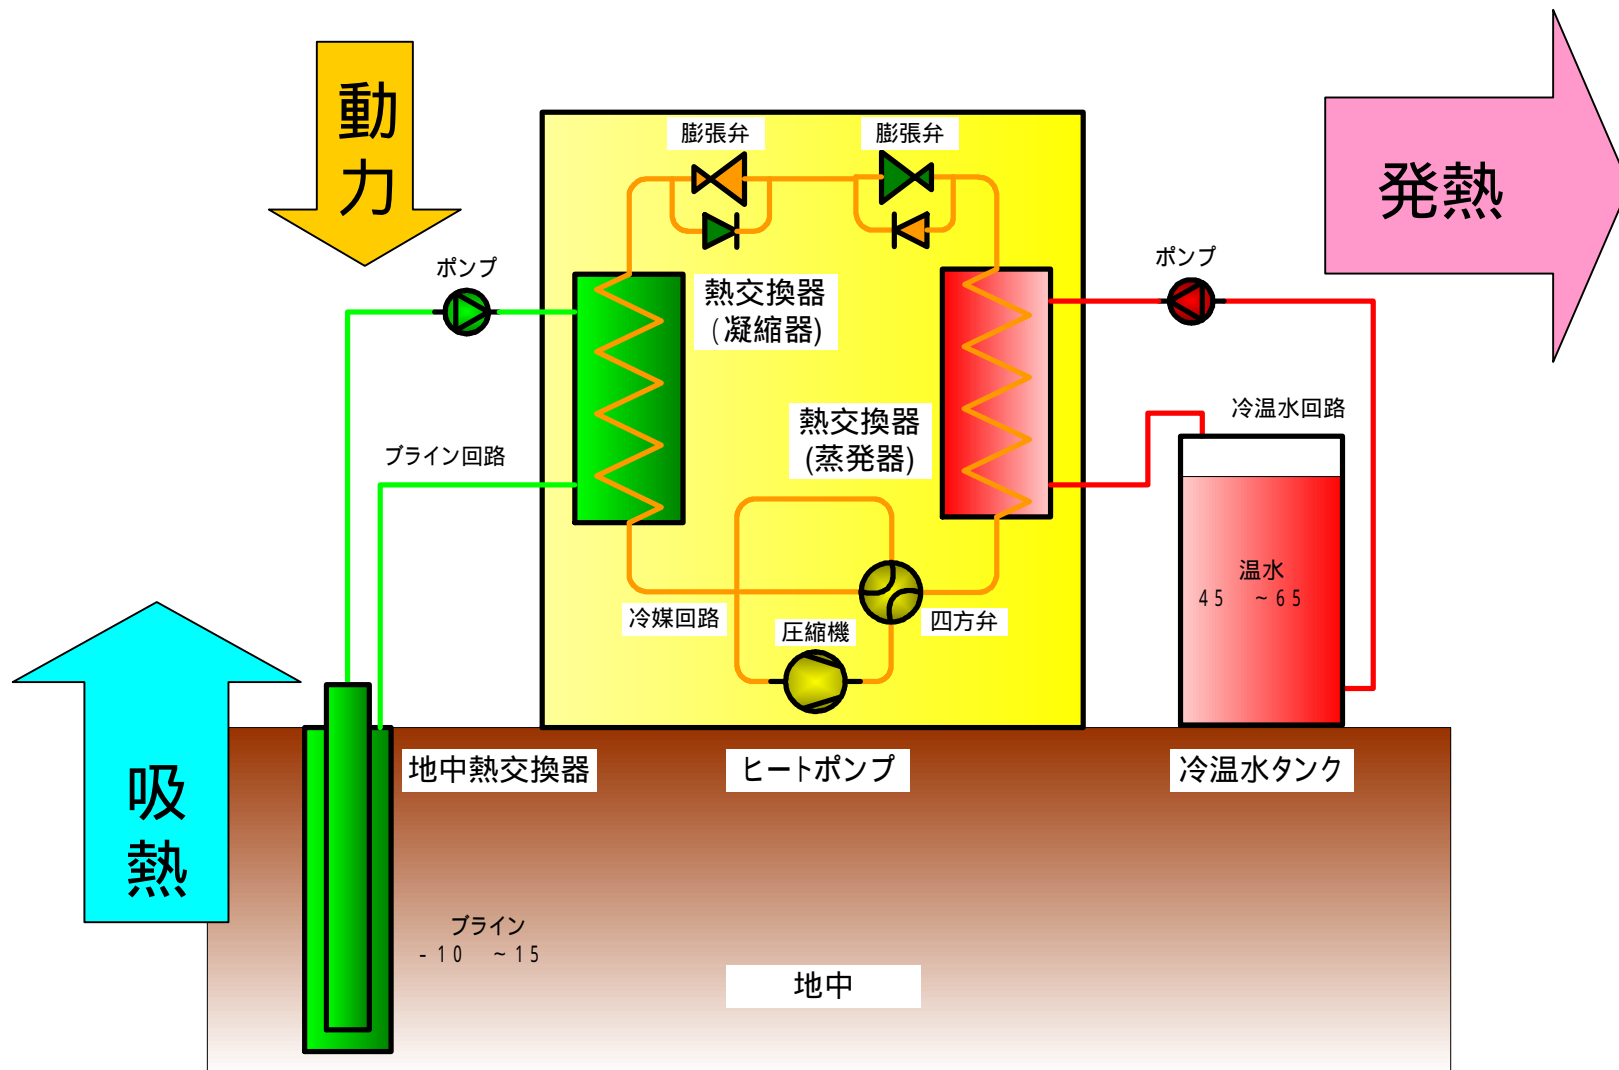 動
力
膨張弁
膨張弁
発熱
ポンプ
熱交換器
(凝縮器)
ポンプ
熱交換器
(蒸発器)
冷温水回路
ブライン回路
温水
45 ~65
冷媒回路
四方弁
圧縮機
吸
熱
地中熱交換器
ヒートポンプ
冷温水タンク
ブライン
-10 ~15
地中